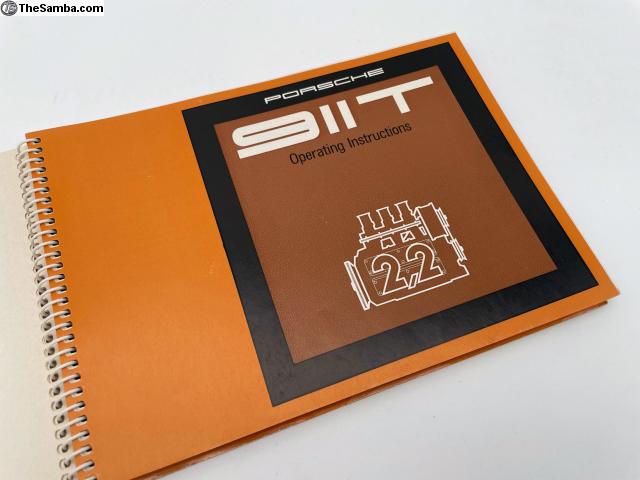 TheSamba.com
PORSCHE
911T
Operating Instructions
2,2